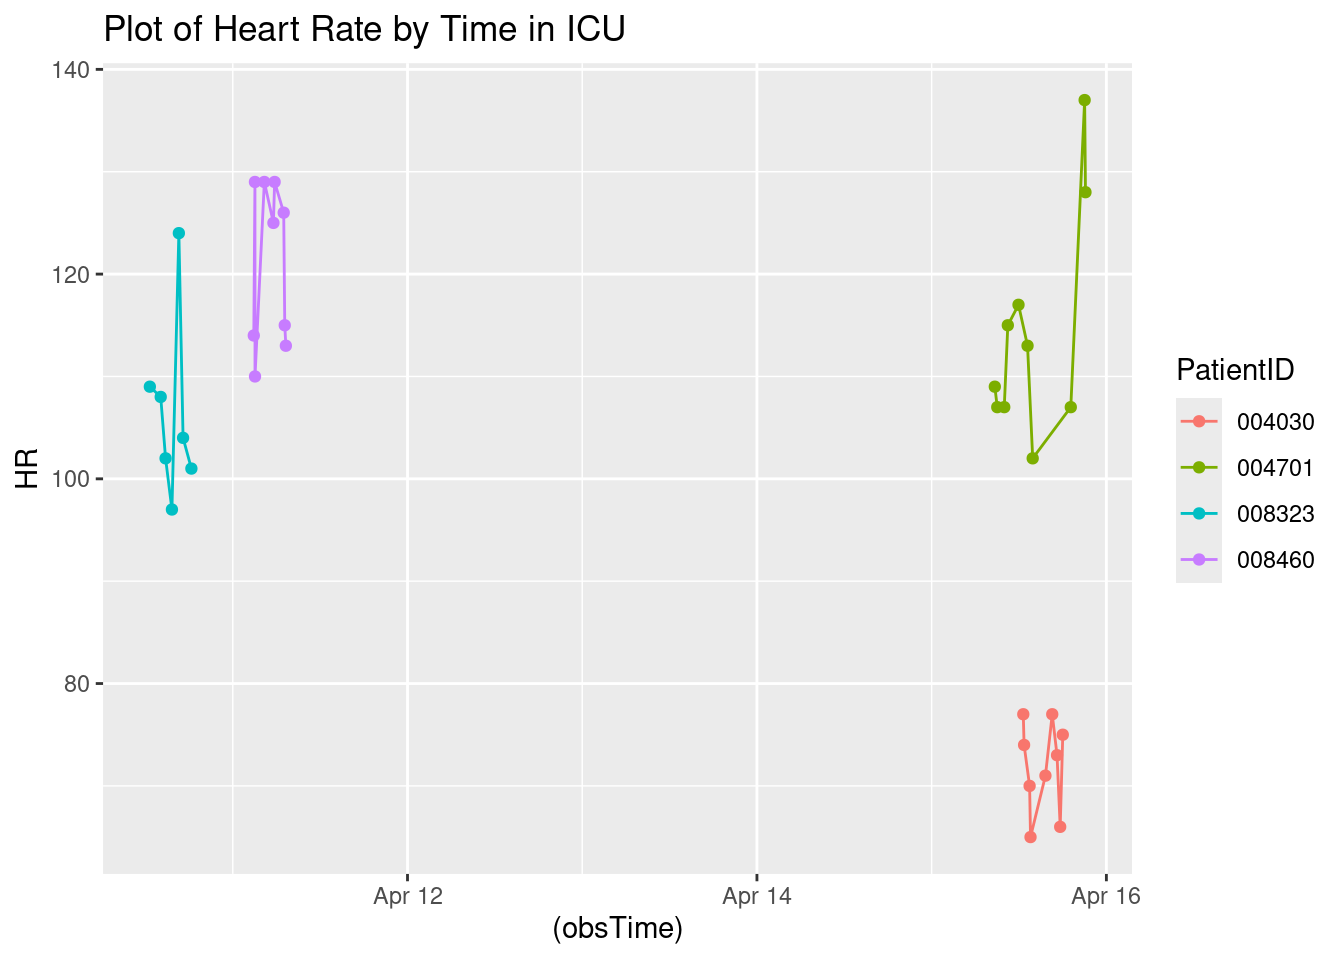 Plot of Heart Rate by Time in ICU
140
120
100
80
HR
Apr 12
Apr 14
Apr 16
(obsTime)
PatientID
004030
004701
008323
008460